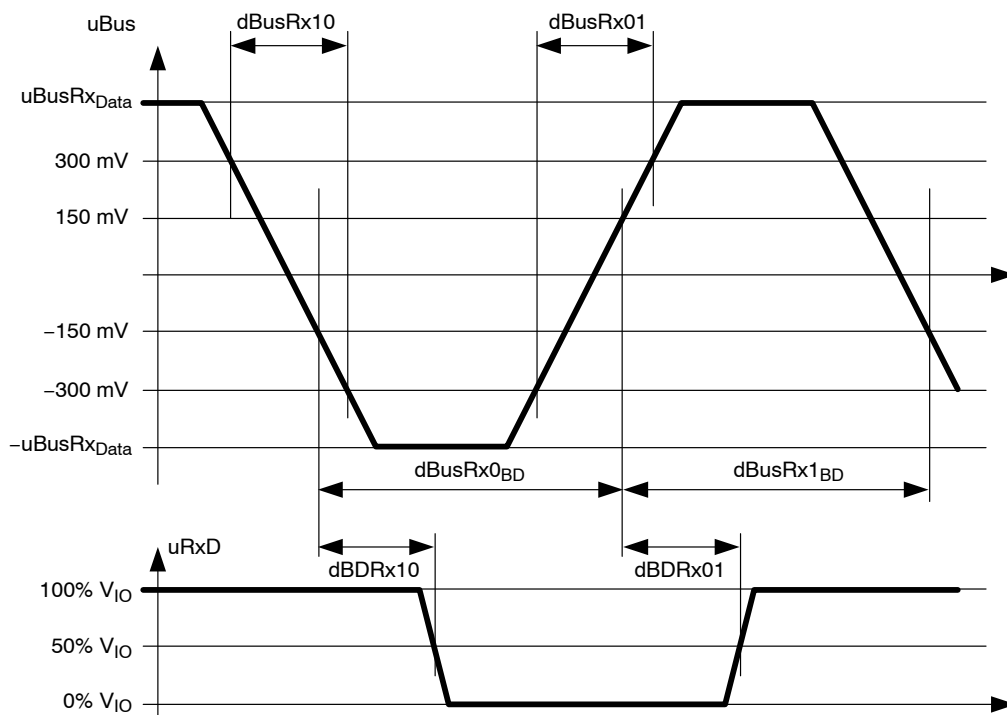 uBus
dBusRx10
dBusRx01
uBusRxData
300 mV
150 mV
−150 mV
−300 mV
−uBusRxData
dBusRx0BD
dBusRx1BD
uRxD
dBDRx10
dBDRx01
100% VIO
50% VIO
0% VIO